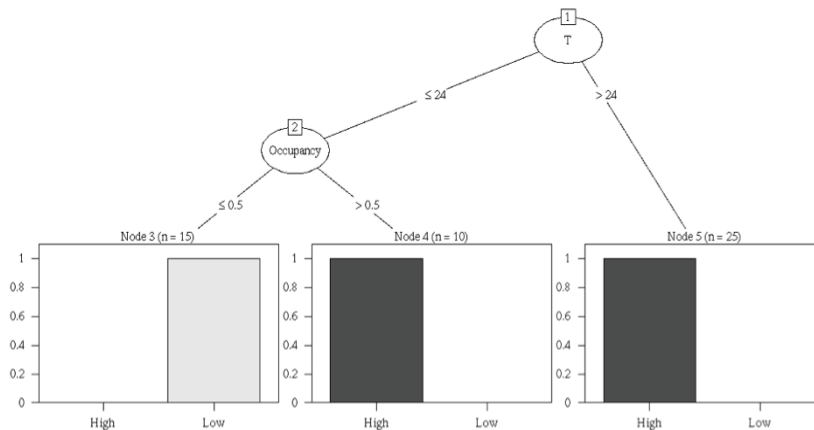 1
T
≤ 24
> 24
2
Occupancy
≤ 0.5
> 0.5
Node 3 (n = 15)
Node 4 (n = 10)
Node 5 (n = 25)
1
0.8
0.6
0.4
0.2
0
High
Low
1
0.8
0.6
0.4
0.2
0
High
Low
1
0.8
0.6
0.4
0.2
0
High
Low